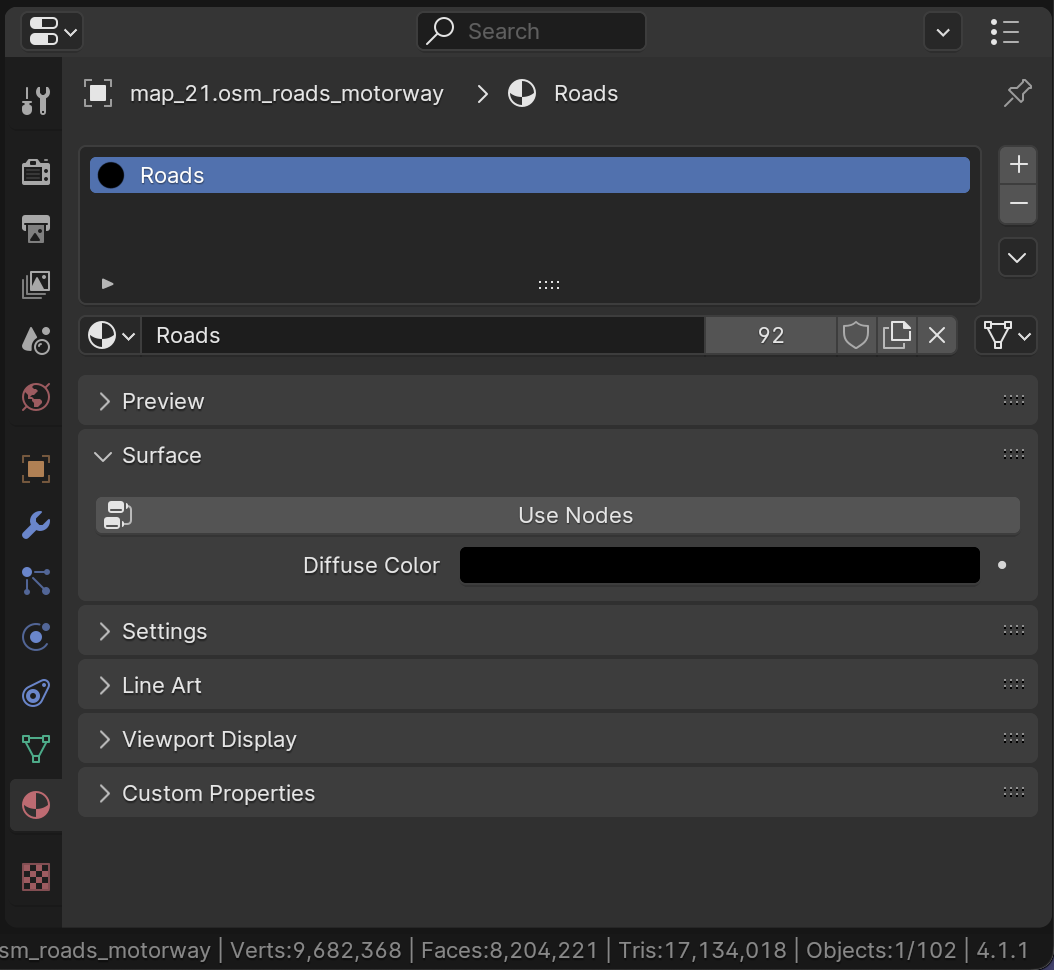 Search
map_21.osm_roads_motorway > Roads
Roads
Roads 92
Preview
Surface
Use Nodes
Diffuse Color
Settings
Line Art
Viewport Display
Custom Properties
sm_roads_motorway | Verts:9,682,368 | Faces:8,204,221 | Tris:17,134,018 | Objects:1/102 | 4.1.1